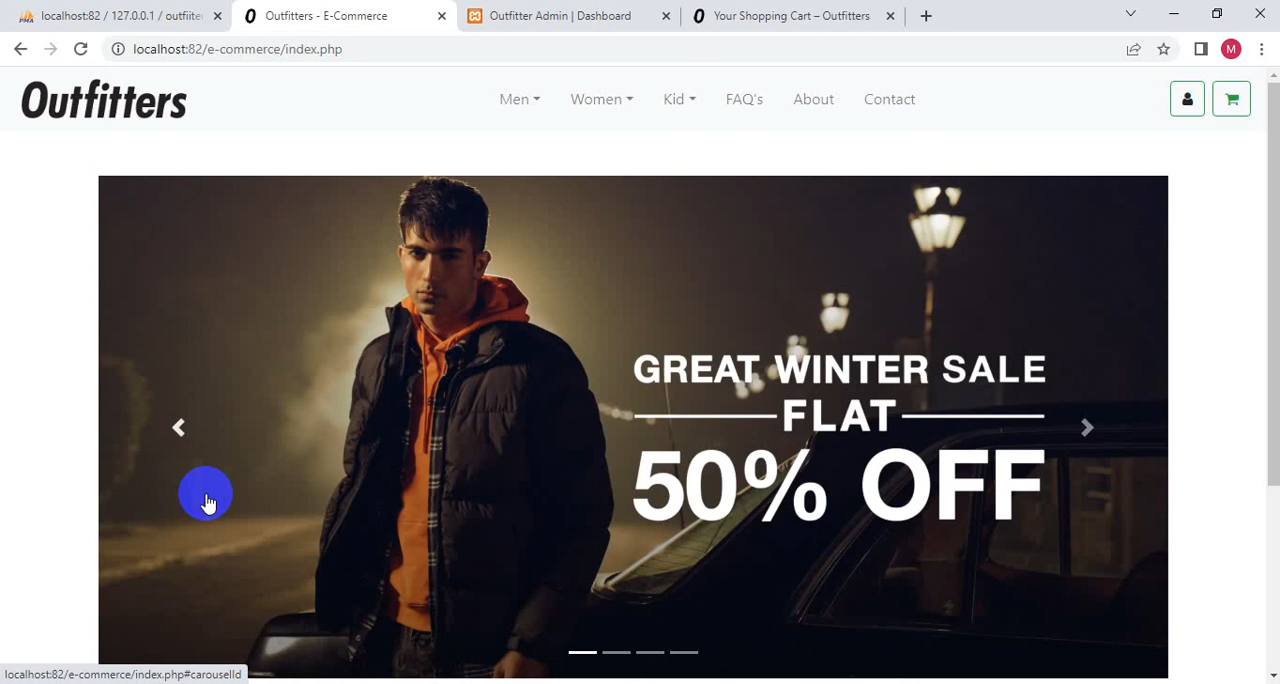 localhost:82 / 127.0.0.1 / outfiite
Outfitters - E-Commerce
Outfitter Admin | Dashboard
Your Shopping Cart – Outfitters
localhost:82/e-commerce/index.php
M
Outfitters
Men
Women
Kid
FAQ's
About
Contact
GREAT WINTER SALE
FLAT
50% OFF
localhost:82/e-commerce/index.php#carouselId